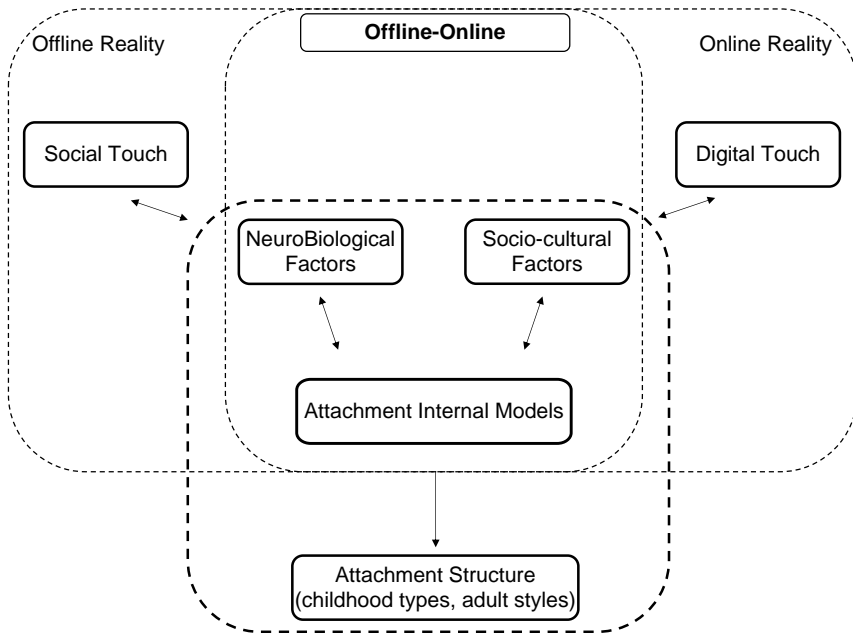 Offline-Online
Offline Reality
Online Reality
Social Touch
Digital Touch
NeuroBiological
Factors
Socio-cultural
Factors
Attachment Internal Models
Attachment Structure
(childhood types, adult styles)